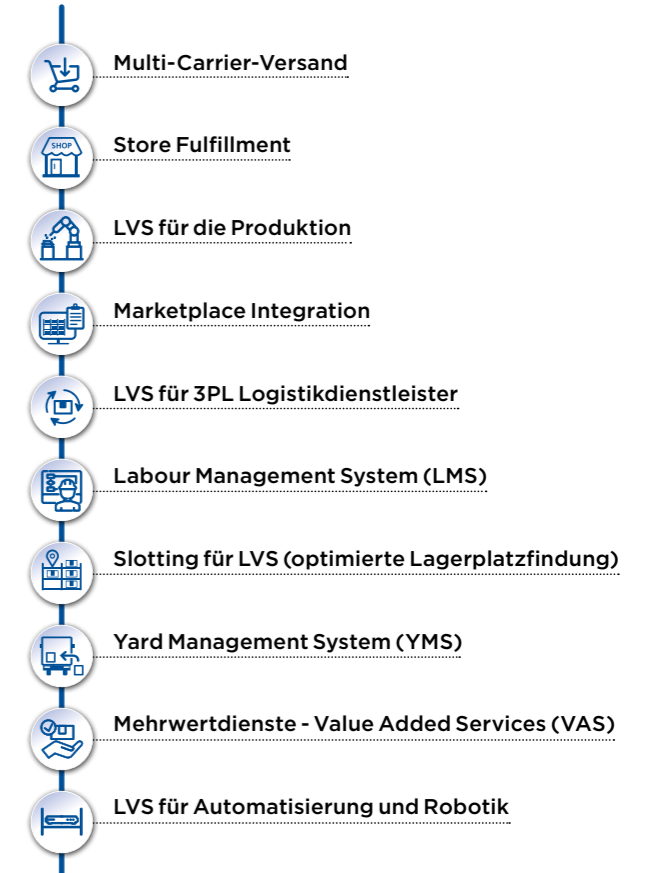 Multi-Carrier-Versand
SHOP
Store Fulfillment
LVS für die Produktion
Marketplace Integration
LVS für 3PL Logistikdienstleister
Labour Management System (LMS)
Slotting für LVS (optimierte Lagerplatzfindung)
Yard Management System (YMS)
Mehrwertdienste - Value Added Services (VAS)
LVS für Automatisierung und Robotik